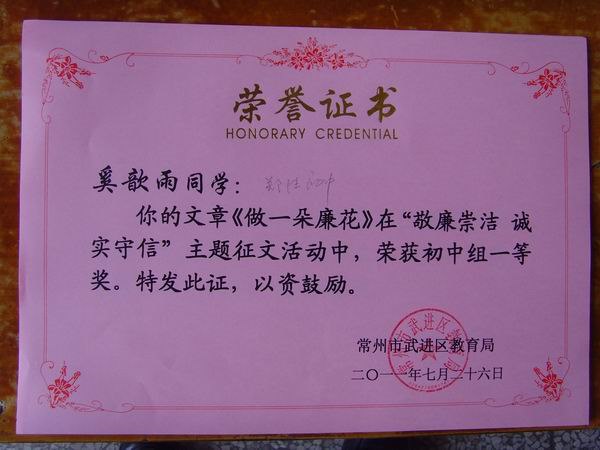 荣誉证书
HONORARY CREDENTIAL
奚歆雨同学：
你的文章《做一朵廉花》在“敬廉崇洁 诚
实守信”主题征文活动中，荣获初中组一等
奖。特发此证，以资鼓励。
常州市武进区教育局
二〇一一年七月二十六日